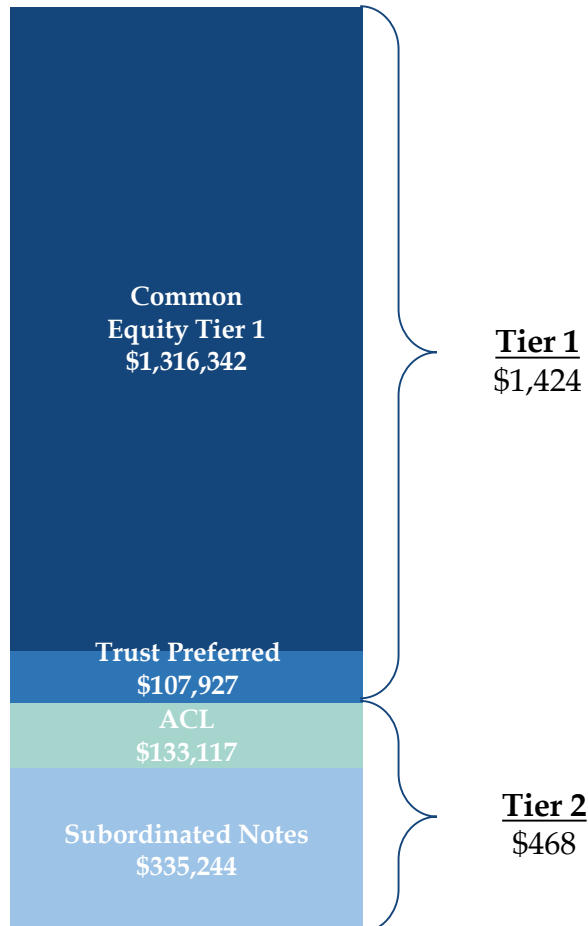 Common
Equity Tier 1
$1,316,342
Tier 1
$1,424
Trust Preferred
$107,927
ACL
$133,117
Tier 2
$468
Subordinated Notes
$335,244